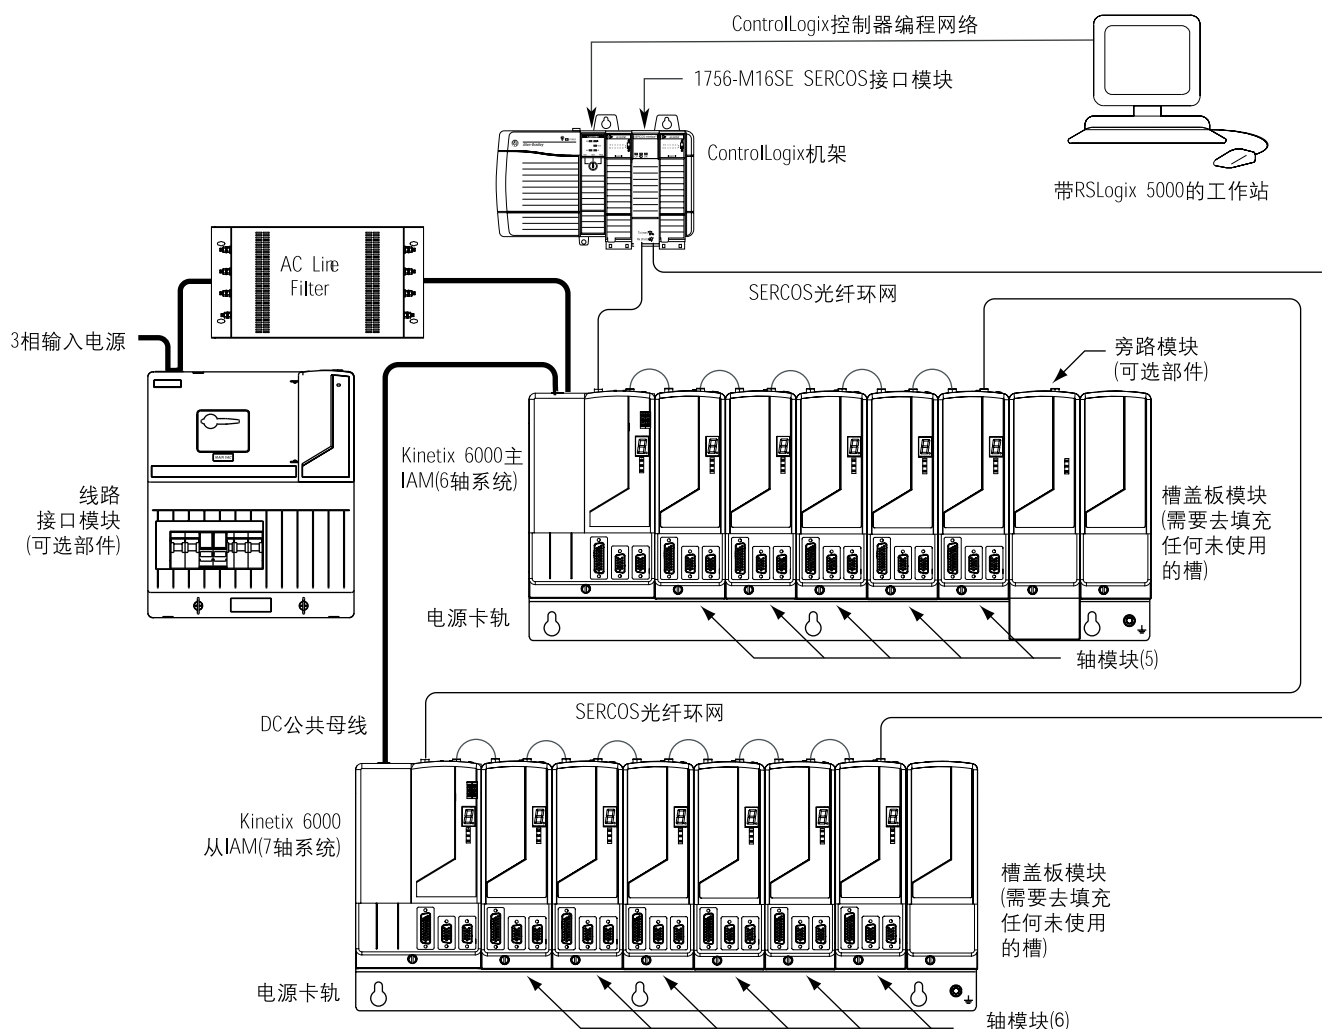 ControlLogix控制器编程网络
1756-M16SE SERCOS接口模块
ControlLogix机架
带RSLogix 5000的工作站
AC Line
Filter
SERCOS光纤环网
3相输入电源
旁路模块
(可选部件)
Kinetix 6000主
IAM(6轴系统)
线路
接口模块
(可选部件)
槽盖板模块
(需要去填充
任何未使用
的槽)
电源卡轨
轴模块(5)
DC公共母线
SERCOS光纤环网
Kinetix 6000
从IAM(7轴系统)
槽盖板模块
(需要去填充
任何未使用
的槽)
电源卡轨
轴模块(6)